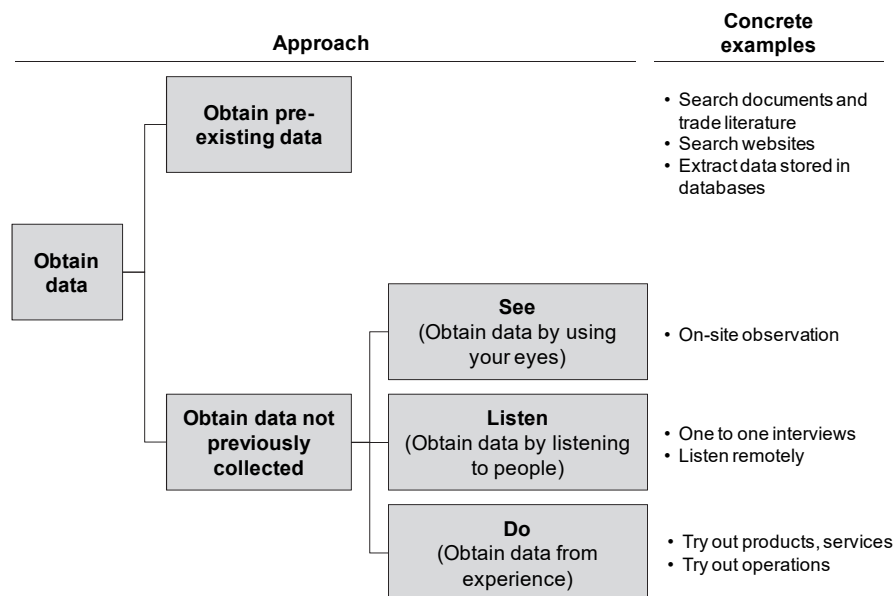 Approach
Concrete
examples
Obtain pre-
existing data
• Search documents and
trade literature
• Search websites
• Extract data stored in
databases
Obtain
data
See
(Obtain data by using
your eyes)
• On-site observation
Obtain data not
previously
collected
Listen
(Obtain data by listening
to people)
• One to one interviews
• Listen remotely
Do
(Obtain data from
experience)
• Try out products, services
• Try out operations